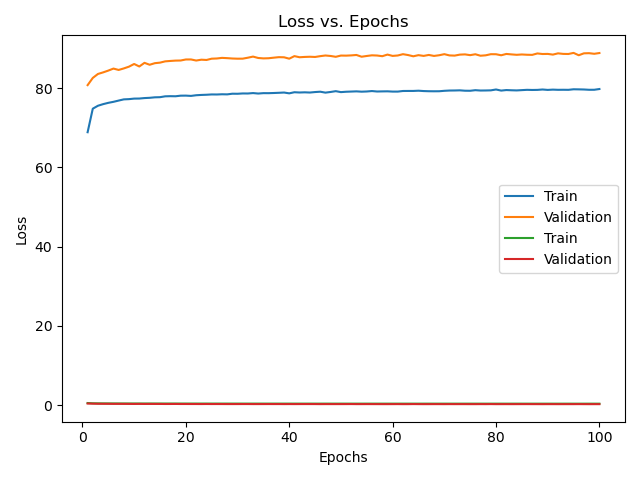 Loss vs. Epochs
80
60
40
20
0
Loss
Train
Validation
Train
Validation
0 20 40 60 80 100
Epochs